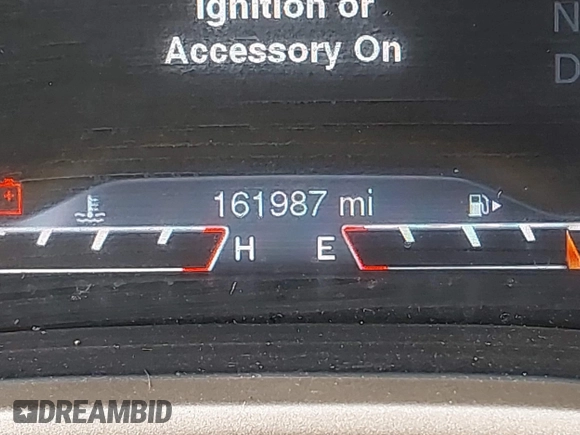 Ignition or
Accessory On
N
D
161987 mi
H E
DREAMBID